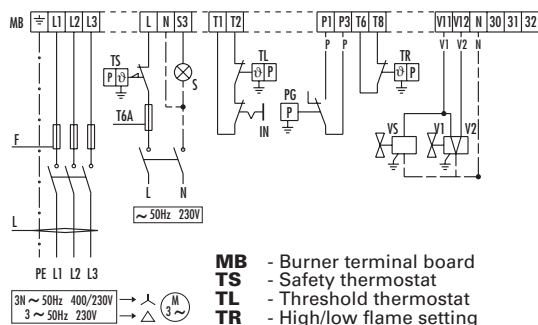 MB ⏚ L1 L2 L3 L N S3 T1 T2 P1 P3 T6 T8 V11 V12 N 30 31 32
P P V1 V2 N
TS TL TR
P ϑ ϑ P ϑ P
S
PG
P
T6A
IN
F
VS V1 V2
L N
L
~ 50Hz 230V
PE L1 L2 L3
3N ~ 50Hz 400/230V
3 ~ 50Hz 230V
M
3 ~
MB - Burner terminal board
TS - Safety thermostat
TL - Threshold thermostat
TR - High/low flame setting